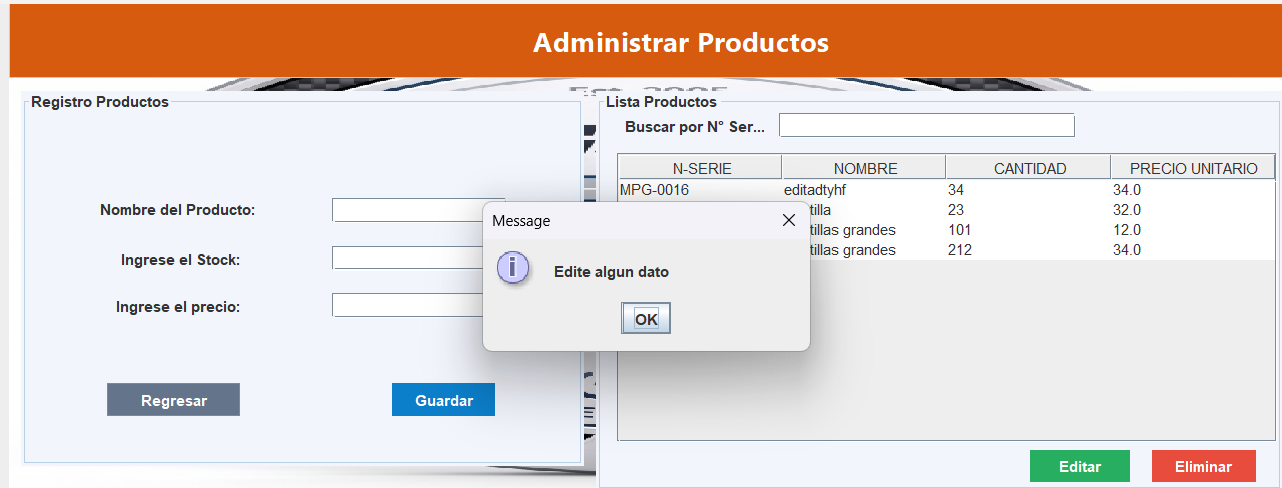 Administrar Productos
Registro Productos
Nombre del Producto:
Ingrese el Stock:
Ingrese el precio:
Regresar
Guardar
Lista Productos
Buscar por N° Ser...
N-SERIE NOMBRE CANTIDAD PRECIO UNITARIO
MPG-0016 editadtyhf 34 34.0
tilla 23 32.0
tillas grandes 101 12.0
tillas grandes 212 34.0
Editar
Eliminar
Message
Edite algun dato
OK